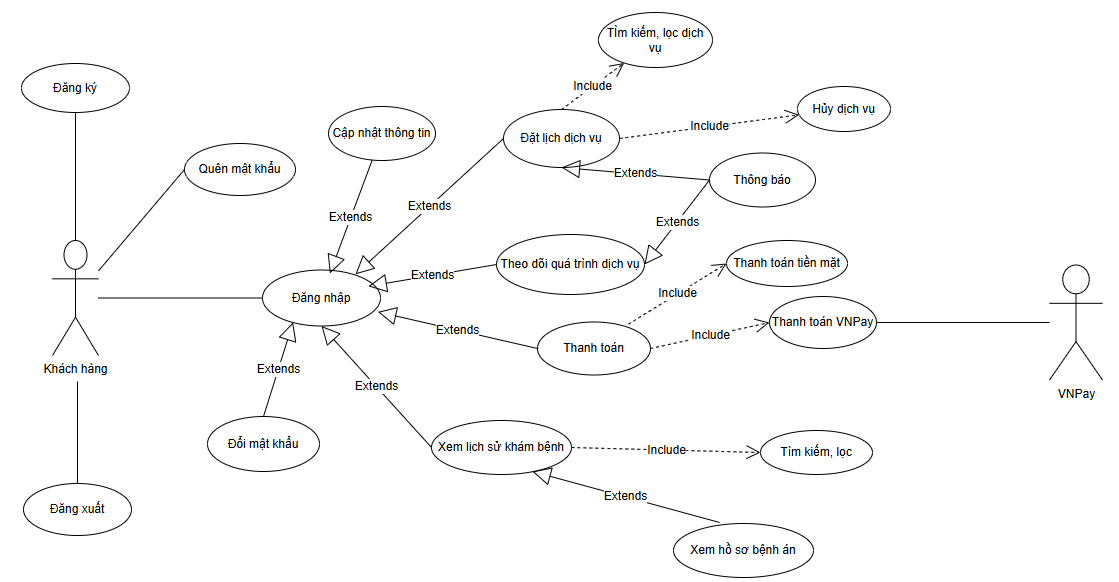 TÌm kiếm, lọc dịch
vụ
Đăng ký
Include
Hủy dịch vụ
Cập nhật thông tin
Đặt lịch dịch vụ
Include
Quên mật khẩu
Extends
Thông báo
Extends
Extends
Extends
Theo dõi quá trình dịch vụ
Thanh toán tiền mặt
Extends
Include
Đăng nhập
Extends
Thanh toán VNPay
Include
Thanh toán
Khách hàng
Extends
Extends
VNPay
Đổi mật khẩu
Xem lịch sử khám bệnh
Include
Tìm kiếm, lọc
Extends
Đăng xuất
Xem hồ sơ bệnh án